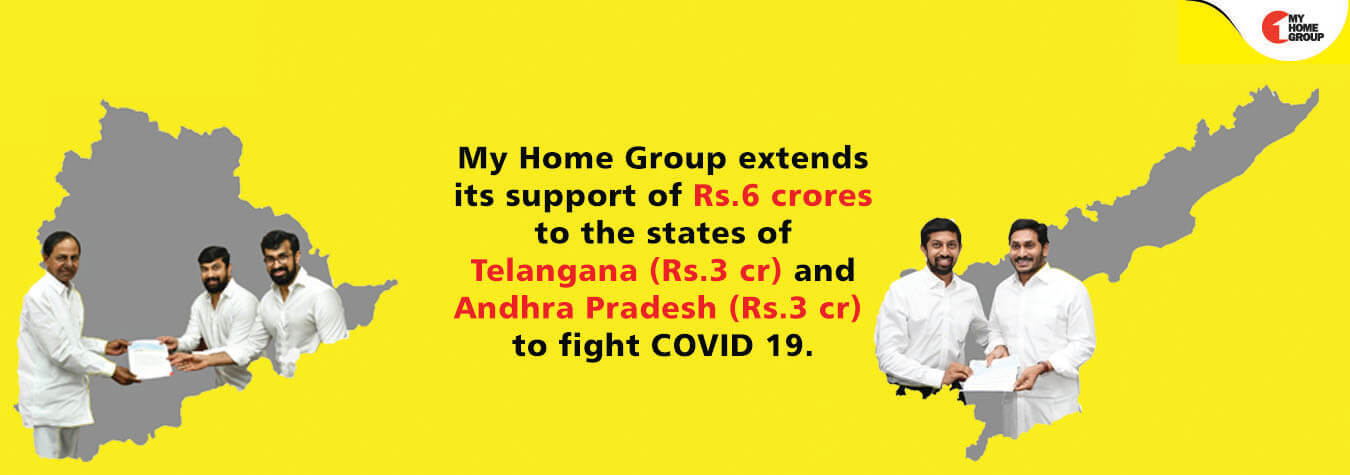 MY
HOME
GROUP
My Home Group extends
its support of Rs.6 crores
to the states of
Telangana (Rs.3 cr) and
Andhra Pradesh (Rs.3 cr)
to fight COVID 19.